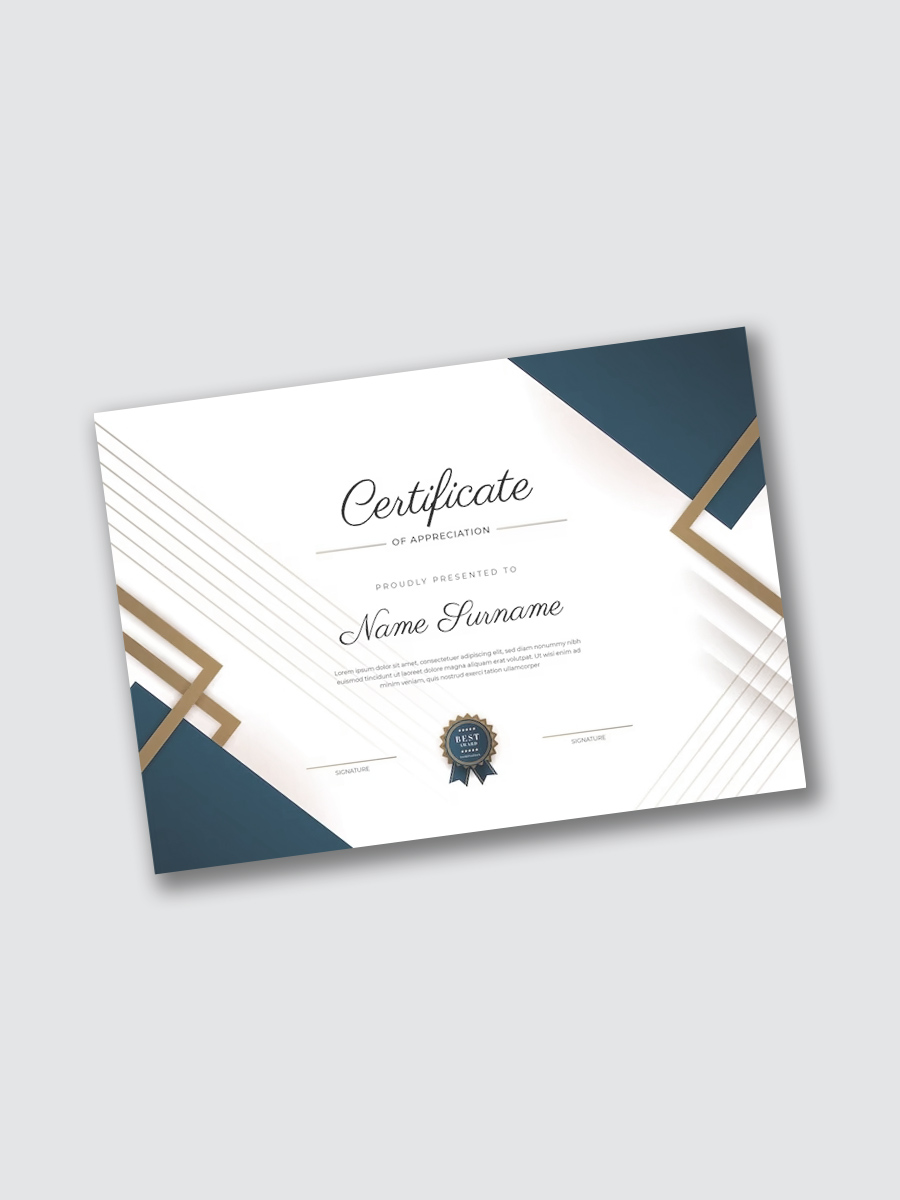 Certificate
OF APPRECIATION
PROUDLY PRESENTED TO
Name Surname
Lorem ipsum dolor sit amet, consectetuer adipiscing elit, sed diam nonummy nibh
euismod tincidunt ut laoreet dolore magna aliquam erat volutpat. Ut wisi enim ad
minim veniam, quis nostrud exerci tation ullamcorper
BEST
AWARD
SIGNATURE
SIGNATURE